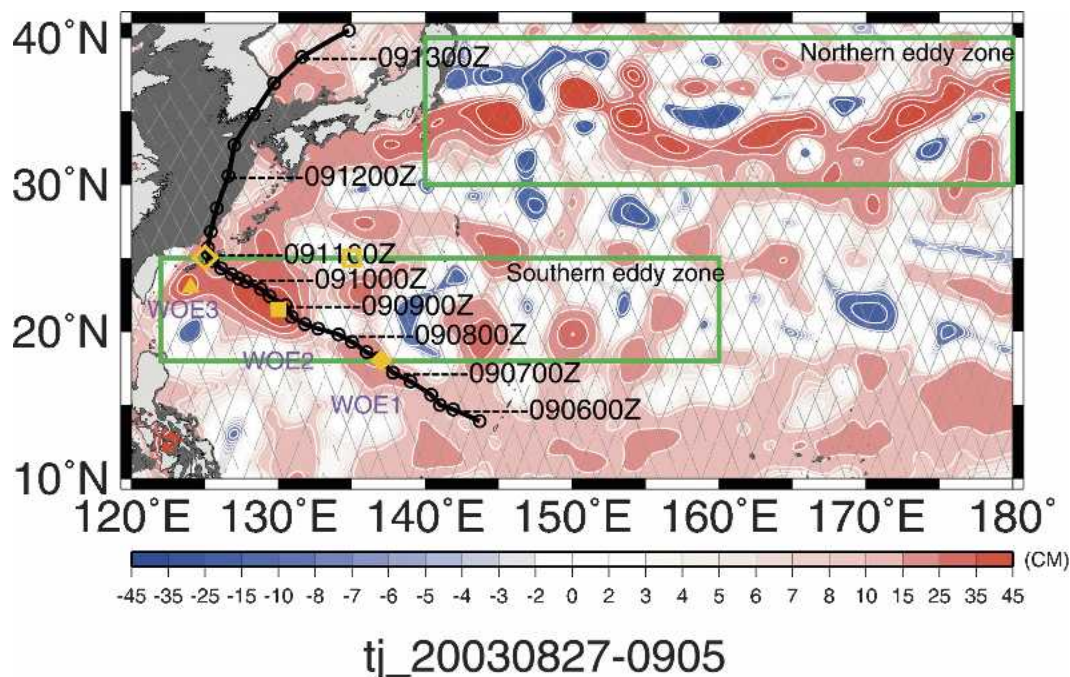 40°N
30°N
20°N
10°N
Northern eddy zone
091300Z
091200Z
091100Z
Southern eddy zone
091000Z
090900Z
090800Z
090700Z
090600Z
WOE3
WOE2
WOE1
120°E 130°E 140°E 150°E 160°E 170°E 180°
-45 -35 -25 -15 -10 -8 -7 -6 -5 -4 -2 0 2 4 5 6 7 8 10 15 25 35 45 (CM)
tj_20030827-0905